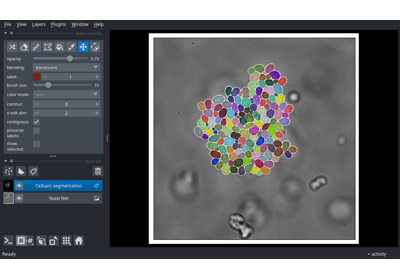 File View Layers Plugins Window Help
opacity: 0.70
blending: translucent
label: 1
brush size: 10
color mode:
contour: 0
n edit dim: 2
contiguous:
preserve labels:
show selected:
Cellsam segmentation
Yeast Net
Ready
activity